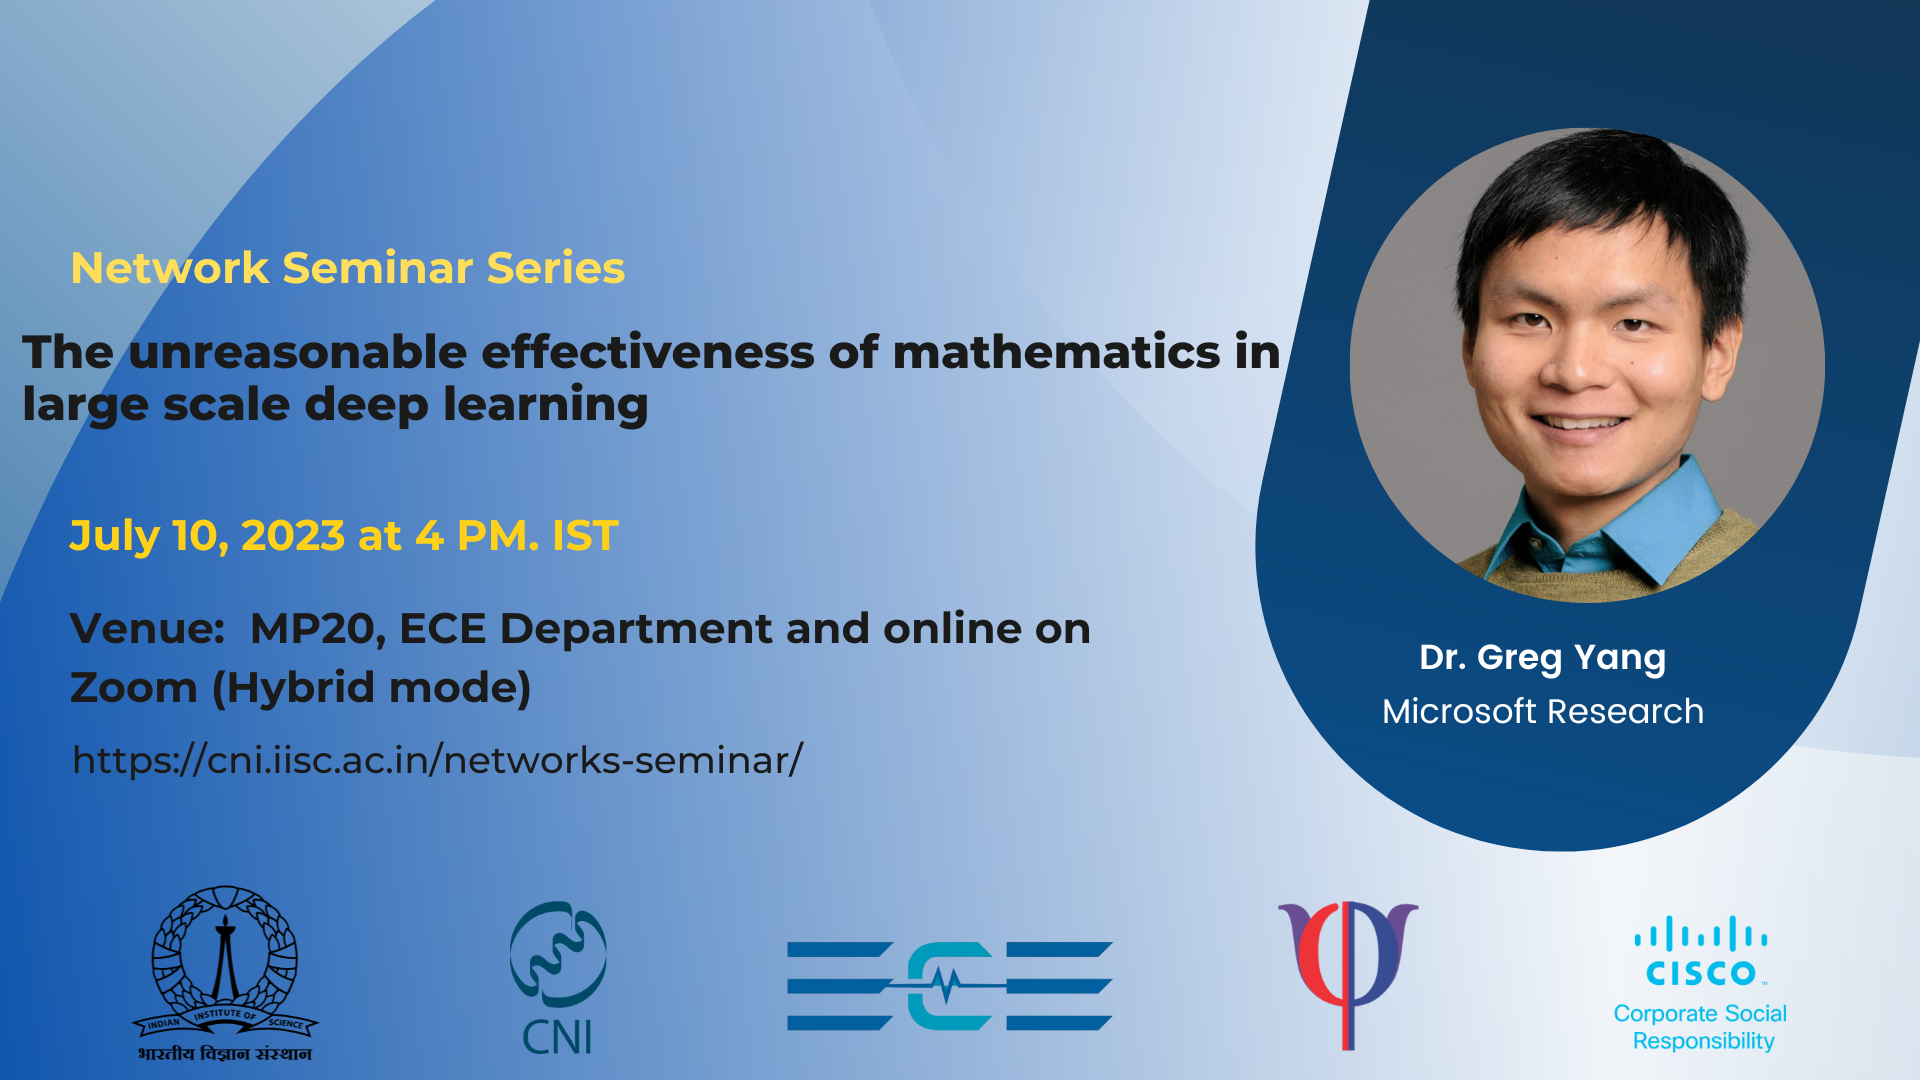 Network Seminar Series
The unreasonable effectiveness of mathematics in
large scale deep learning
July 10, 2023 at 4 PM. IST
Venue: MP20, ECE Department and online on
Zoom (Hybrid mode)
https://cni.iisc.ac.in/networks-seminar/
Dr. Greg Yang
Microsoft Research
INDIAN INSTITUTE OF SCIENCE
भारतीय विज्ञान संस्थान
CNI
ECE
CISCO
Corporate Social
Responsibility